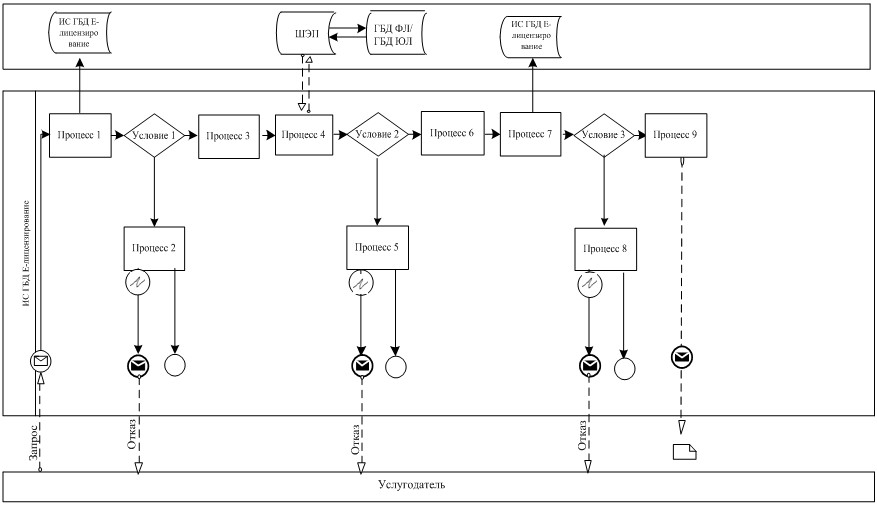 ИС ГБД Е-
лицензиро
вание
ШЭП
ГБД ФЛ/
ГБД ЮЛ
ИС ГБД Е-
лицензиро
вание
ИС ГБД Е-лицензирование
Процесс 1
Условие 1
Процесс 3
Процесс 4
Условие 2
Процесс 6
Процесс 7
Условие 3
Процесс 9
Процесс 2
Процесс 5
Процесс 8
Запрос
Отказ
Отказ
Отказ
Услугодатель